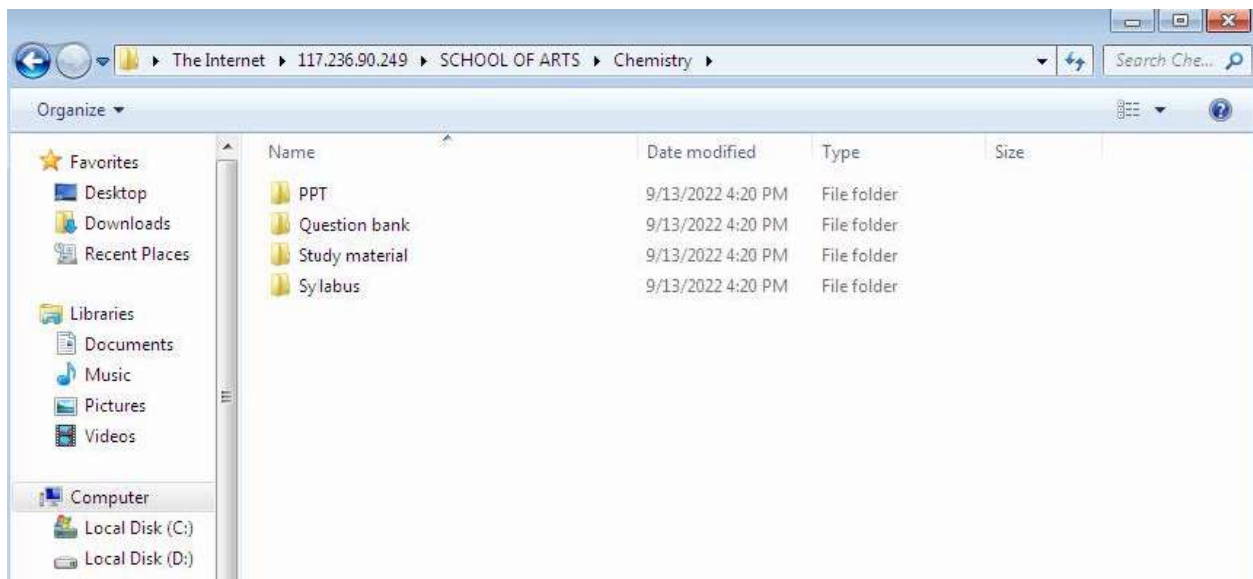 The Internet ▸ 117.236.90.249 ▸ SCHOOL OF ARTS ▸ Chemistry ▸
Search Che...
Organize
Name Date modified Type Size
Favorites
Desktop
Downloads
Recent Places
Libraries
Documents
Music
Pictures
Videos
Computer
Local Disk (C:)
Local Disk (D:)
PPT 9/13/2022 4:20 PM File folder
Question bank 9/13/2022 4:20 PM File folder
Study material 9/13/2022 4:20 PM File folder
Syllabus 9/13/2022 4:20 PM File folder